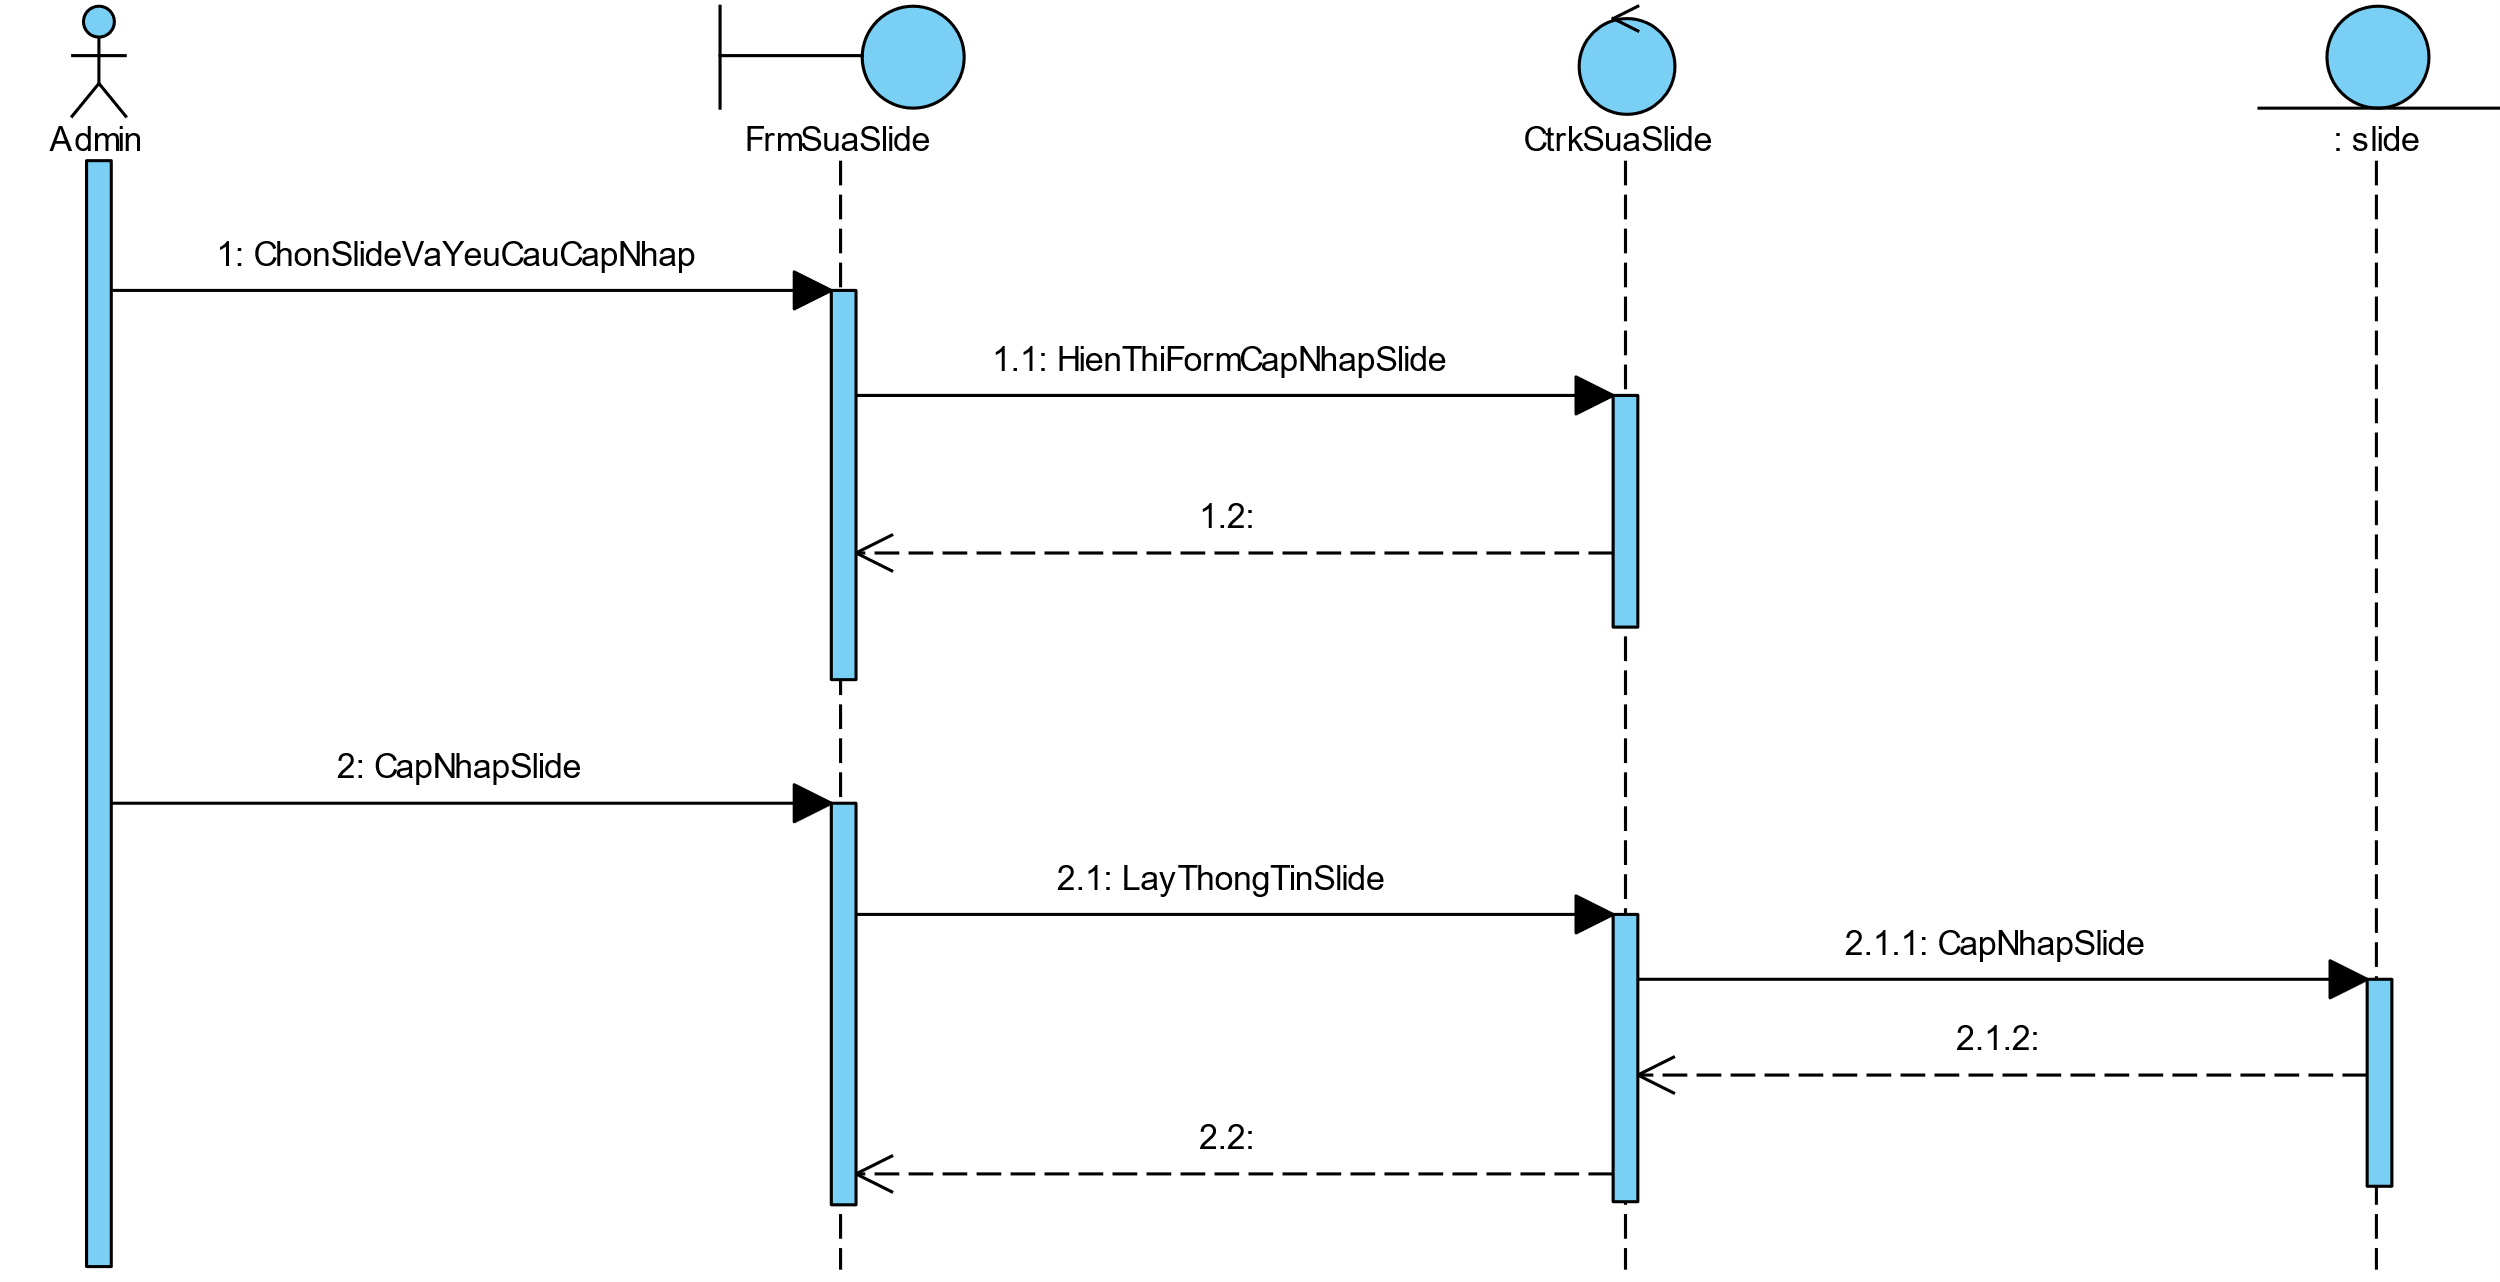 Admin
FrmSuaSlide
CtrkSuaSlide
: slide
1: ChonSlideVaYeuCauCapNhap
1.1: HienThiFormCapNhapSlide
1.2:
2: CapNhapSlide
2.1: LayThongTinSlide
2.1.1: CapNhapSlide
2.1.2:
2.2: